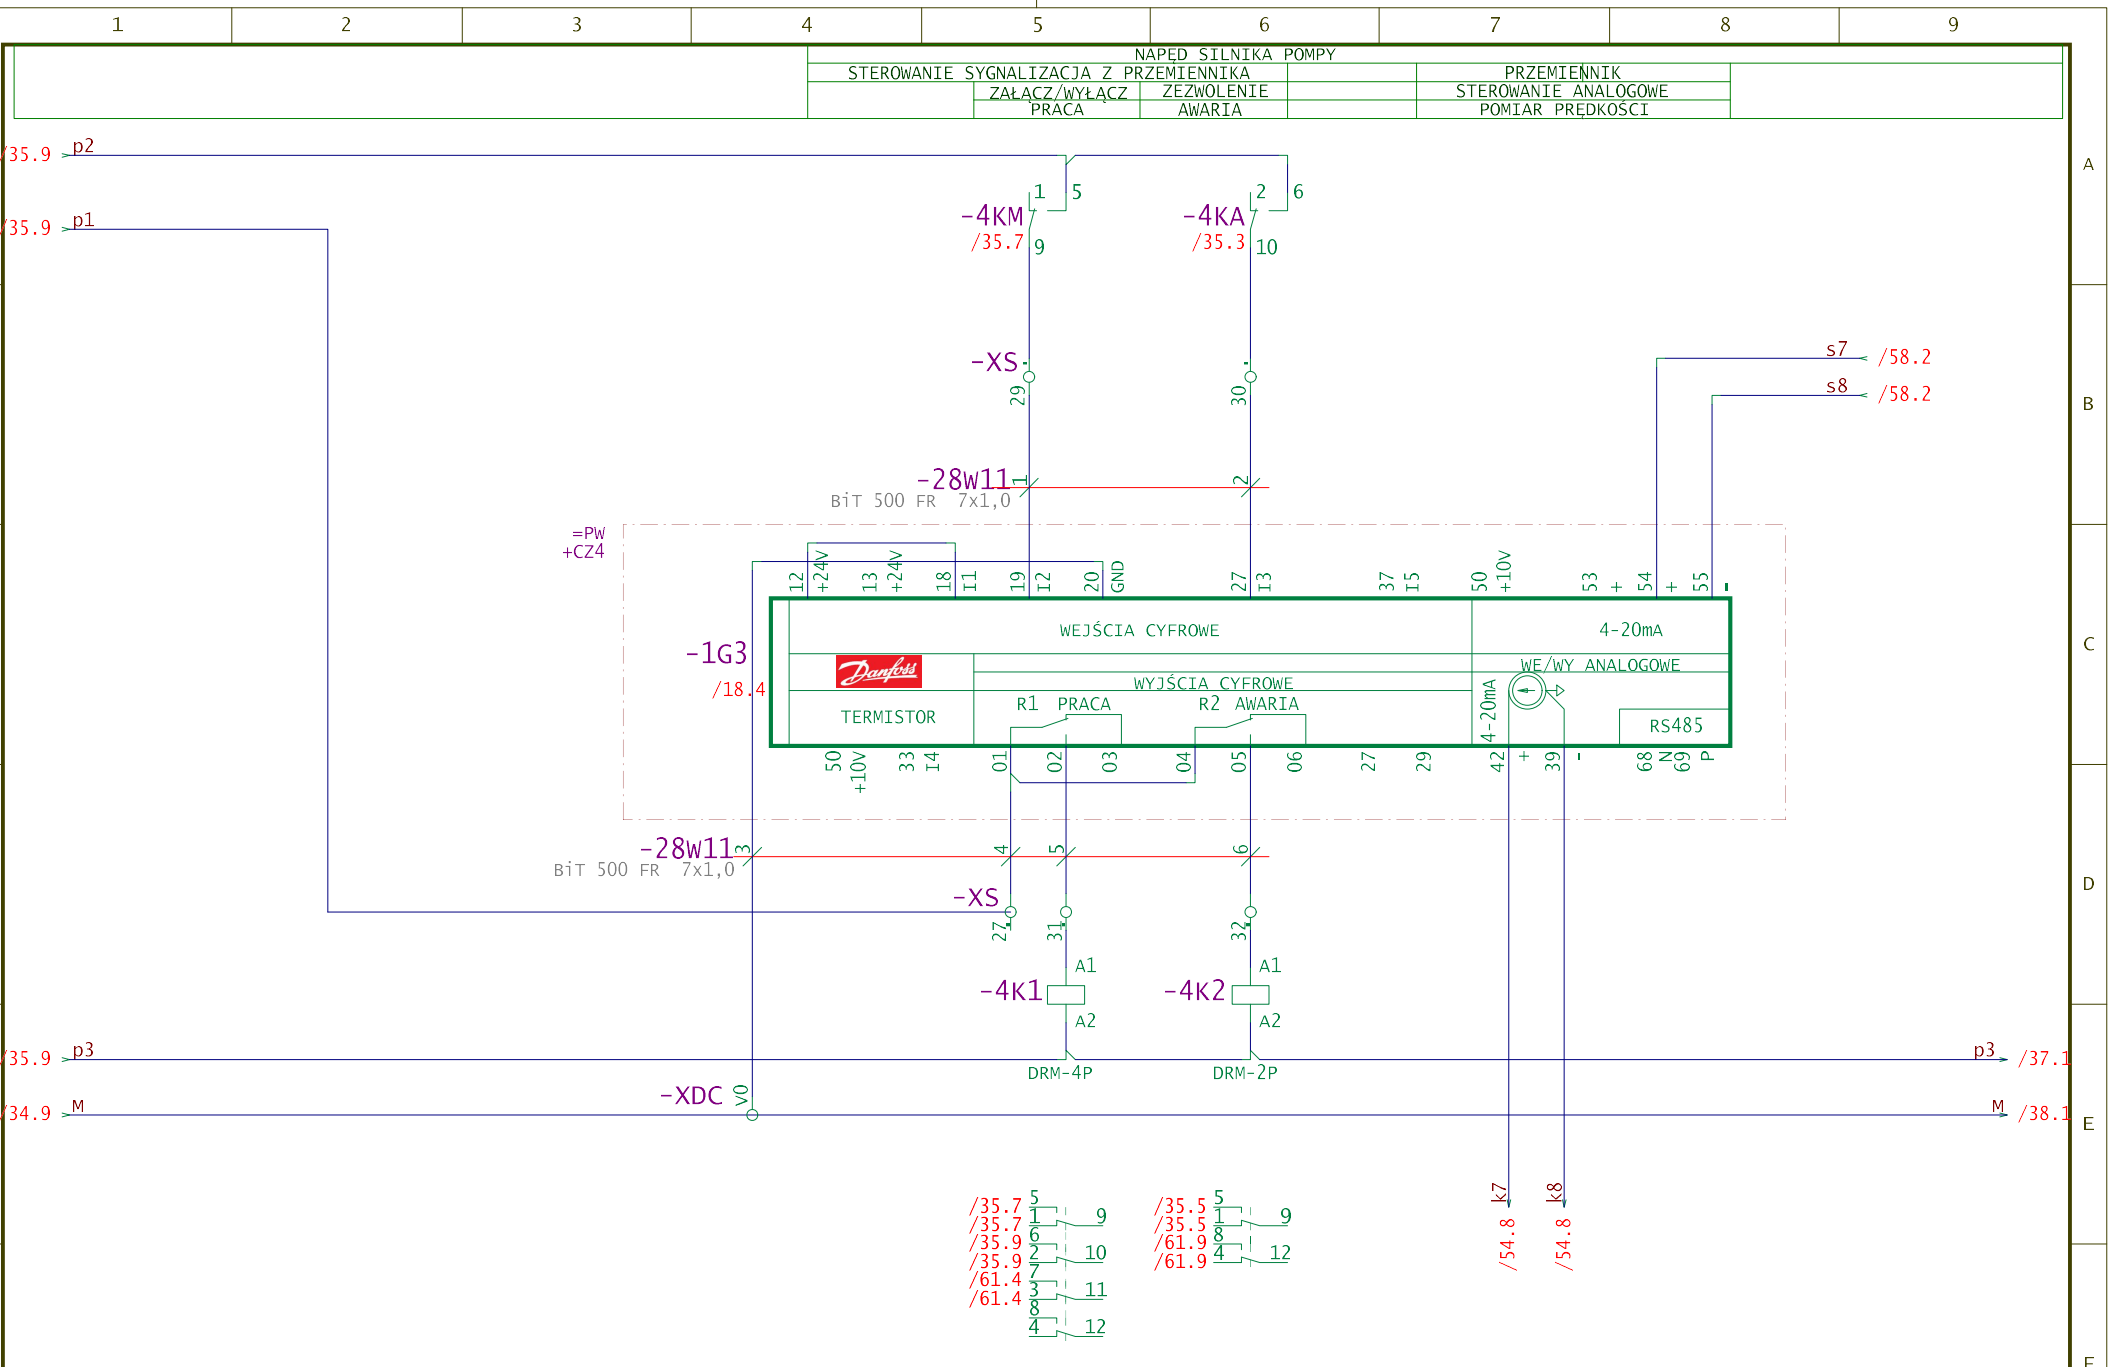 1 2 3 4 5 6 7 8 9
NAPĘD SILNIKA POMPY
STEROWANIE SYGNALIZACJA Z PRZEMIENNIKA PRZEMIENNIK
ZAŁĄCZ/WYŁĄCZ ZEZWOLENIE STEROWANIE ANALOGOWE
PRACA AWARIA POMIAR PRĘDKOŚCI
/35.9 p2
A
1 5 2 6
-4KM -4KA
/35.9 p1
/35.7 9 /35.3 10
s7 /58.2
-XS
29 30
s8 /58.2
B
-28W11 1 2
BiT 500 FR 7x1,0
=PW
+CZ4
12 +24V 13 +24V 18 I1 19 I2 20 GND 27 I3 37 I5 50 +10V 53 + 54 + 55 -
WEJŚCIA CYFROWE 4-20mA
C
-1G3
Danfoss
WE/WY ANALOGOWE
/18.4
WYJŚCIA CYFROWE
R1 PRACA R2 AWARIA 4-20mA
TERMISTOR RS485
50 +10V 33 I4 01 02 03 04 05 06 27 29 42 + 39 - 68 N 69 P
-28W11 3 4 5 6
BiT 500 FR 7x1,0
D
-XS
27 31 32
A1 A1
-4K1 -4K2
A2 A2
/35.9 p3 p3 /37.1
DRM-4P DRM-2P
-XDC V0
/34.9 M M /38.1
E
k7 k8
/54.8 /54.8
/35.7 5 /35.5 5
/35.7 1 9 /35.5 1 9
/35.9 6 /61.9 8
/35.9 2 10 /61.9 4 12
/61.4 7
/61.4 3 11
8
4 12
F